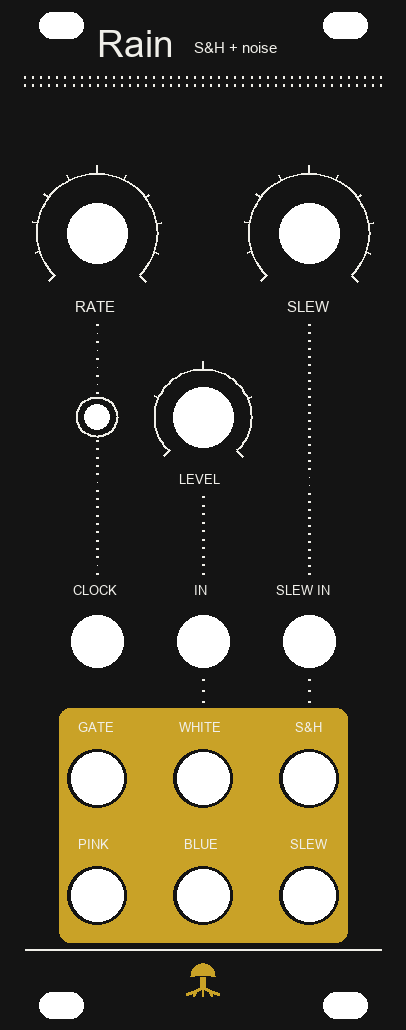 Rain S&H + noise
RATE SLEW
LEVEL
CLOCK IN SLEW IN
GATE WHITE S&H
PINK BLUE SLEW